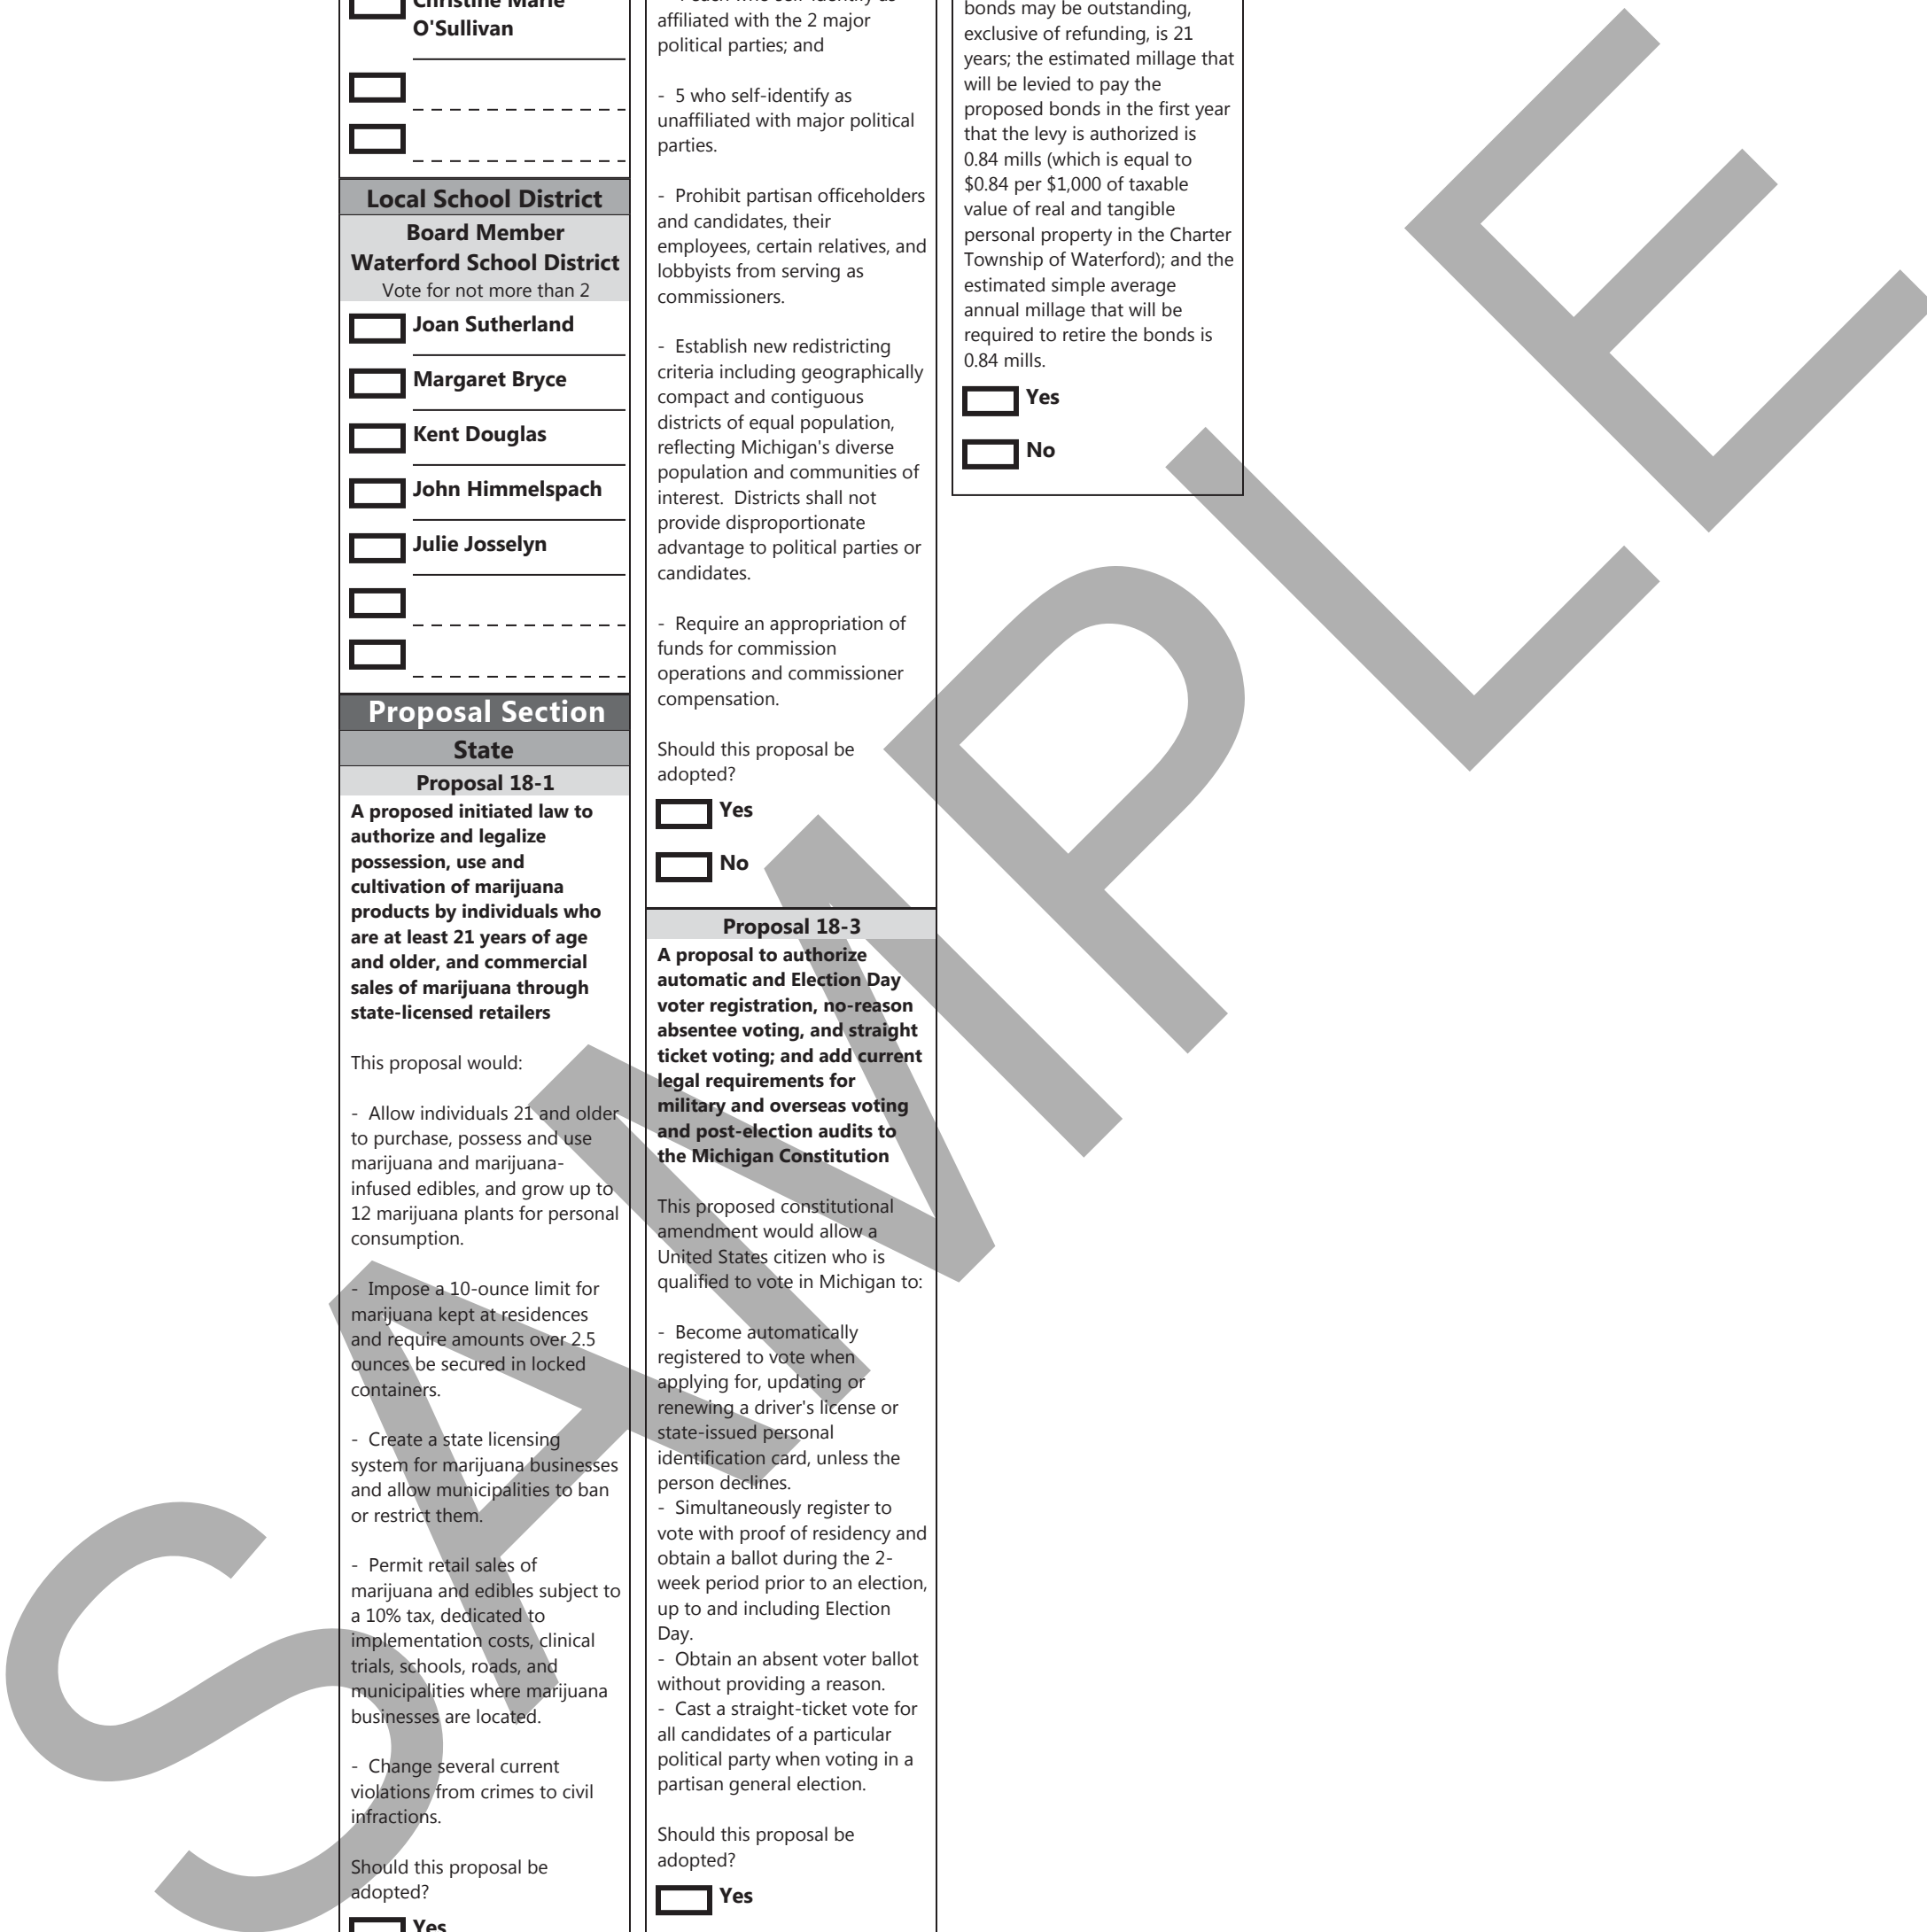 Christine Marie
O'Sullivan
Local School District
Board Member
Waterford School District
Vote for not more than 2
Joan Sutherland
Margaret Bryce
Kent Douglas
John Himmelspach
Julie Josselyn
Proposal Section
State
Proposal 18-1
A proposed initiated law to
authorize and legalize
possession, use and
cultivation of marijuana
products by individuals who
are at least 21 years of age
and older, and commercial
sales of marijuana through
state-licensed retailers
This proposal would:
- Allow individuals 21 and older
to purchase, possess and use
marijuana and marijuana-
infused edibles, and grow up to
12 marijuana plants for personal
consumption.
- Impose a 10-ounce limit for
marijuana kept at residences
and require amounts over 2.5
ounces be secured in locked
containers.
- Create a state licensing
system for marijuana businesses
and allow municipalities to ban
or restrict them.
- Permit retail sales of
marijuana and edibles subject to
a 10% tax, dedicated to
implementation costs, clinical
trials, schools, roads, and
municipalities where marijuana
businesses are located.
- Change several current
violations from crimes to civil
infractions.
Should this proposal be
adopted?
Yes
each who self-identify as
affiliated with the 2 major
political parties; and
- 5 who self-identify as
unaffiliated with major political
parties.
- Prohibit partisan officeholders
and candidates, their
employees, certain relatives, and
lobbyists from serving as
commissioners.
- Establish new redistricting
criteria including geographically
compact and contiguous
districts of equal population,
reflecting Michigan's diverse
population and communities of
interest. Districts shall not
provide disproportionate
advantage to political parties or
candidates.
- Require an appropriation of
funds for commission
operations and commissioner
compensation.
Should this proposal be
adopted?
Yes
No
Proposal 18-3
A proposal to authorize
automatic and Election Day
voter registration, no-reason
absentee voting, and straight
ticket voting; and add current
legal requirements for
military and overseas voting
and post-election audits to
the Michigan Constitution
This proposed constitutional
amendment would allow a
United States citizen who is
qualified to vote in Michigan to:
- Become automatically
registered to vote when
applying for, updating or
renewing a driver's license or
state-issued personal
identification card, unless the
person declines.
- Simultaneously register to
vote with proof of residency and
obtain a ballot during the 2-
week period prior to an election,
up to and including Election
Day.
- Obtain an absent voter ballot
without providing a reason.
- Cast a straight-ticket vote for
all candidates of a particular
political party when voting in a
partisan general election.
Should this proposal be
adopted?
Yes
bonds may be outstanding,
exclusive of refunding, is 21
years; the estimated millage that
will be levied to pay the
proposed bonds in the first year
that the levy is authorized is
0.84 mills (which is equal to
$0.84 per $1,000 of taxable
value of real and tangible
personal property in the Charter
Township of Waterford); and the
estimated simple average
annual millage that will be
required to retire the bonds is
0.84 mills.
Yes
No
SAMPLE